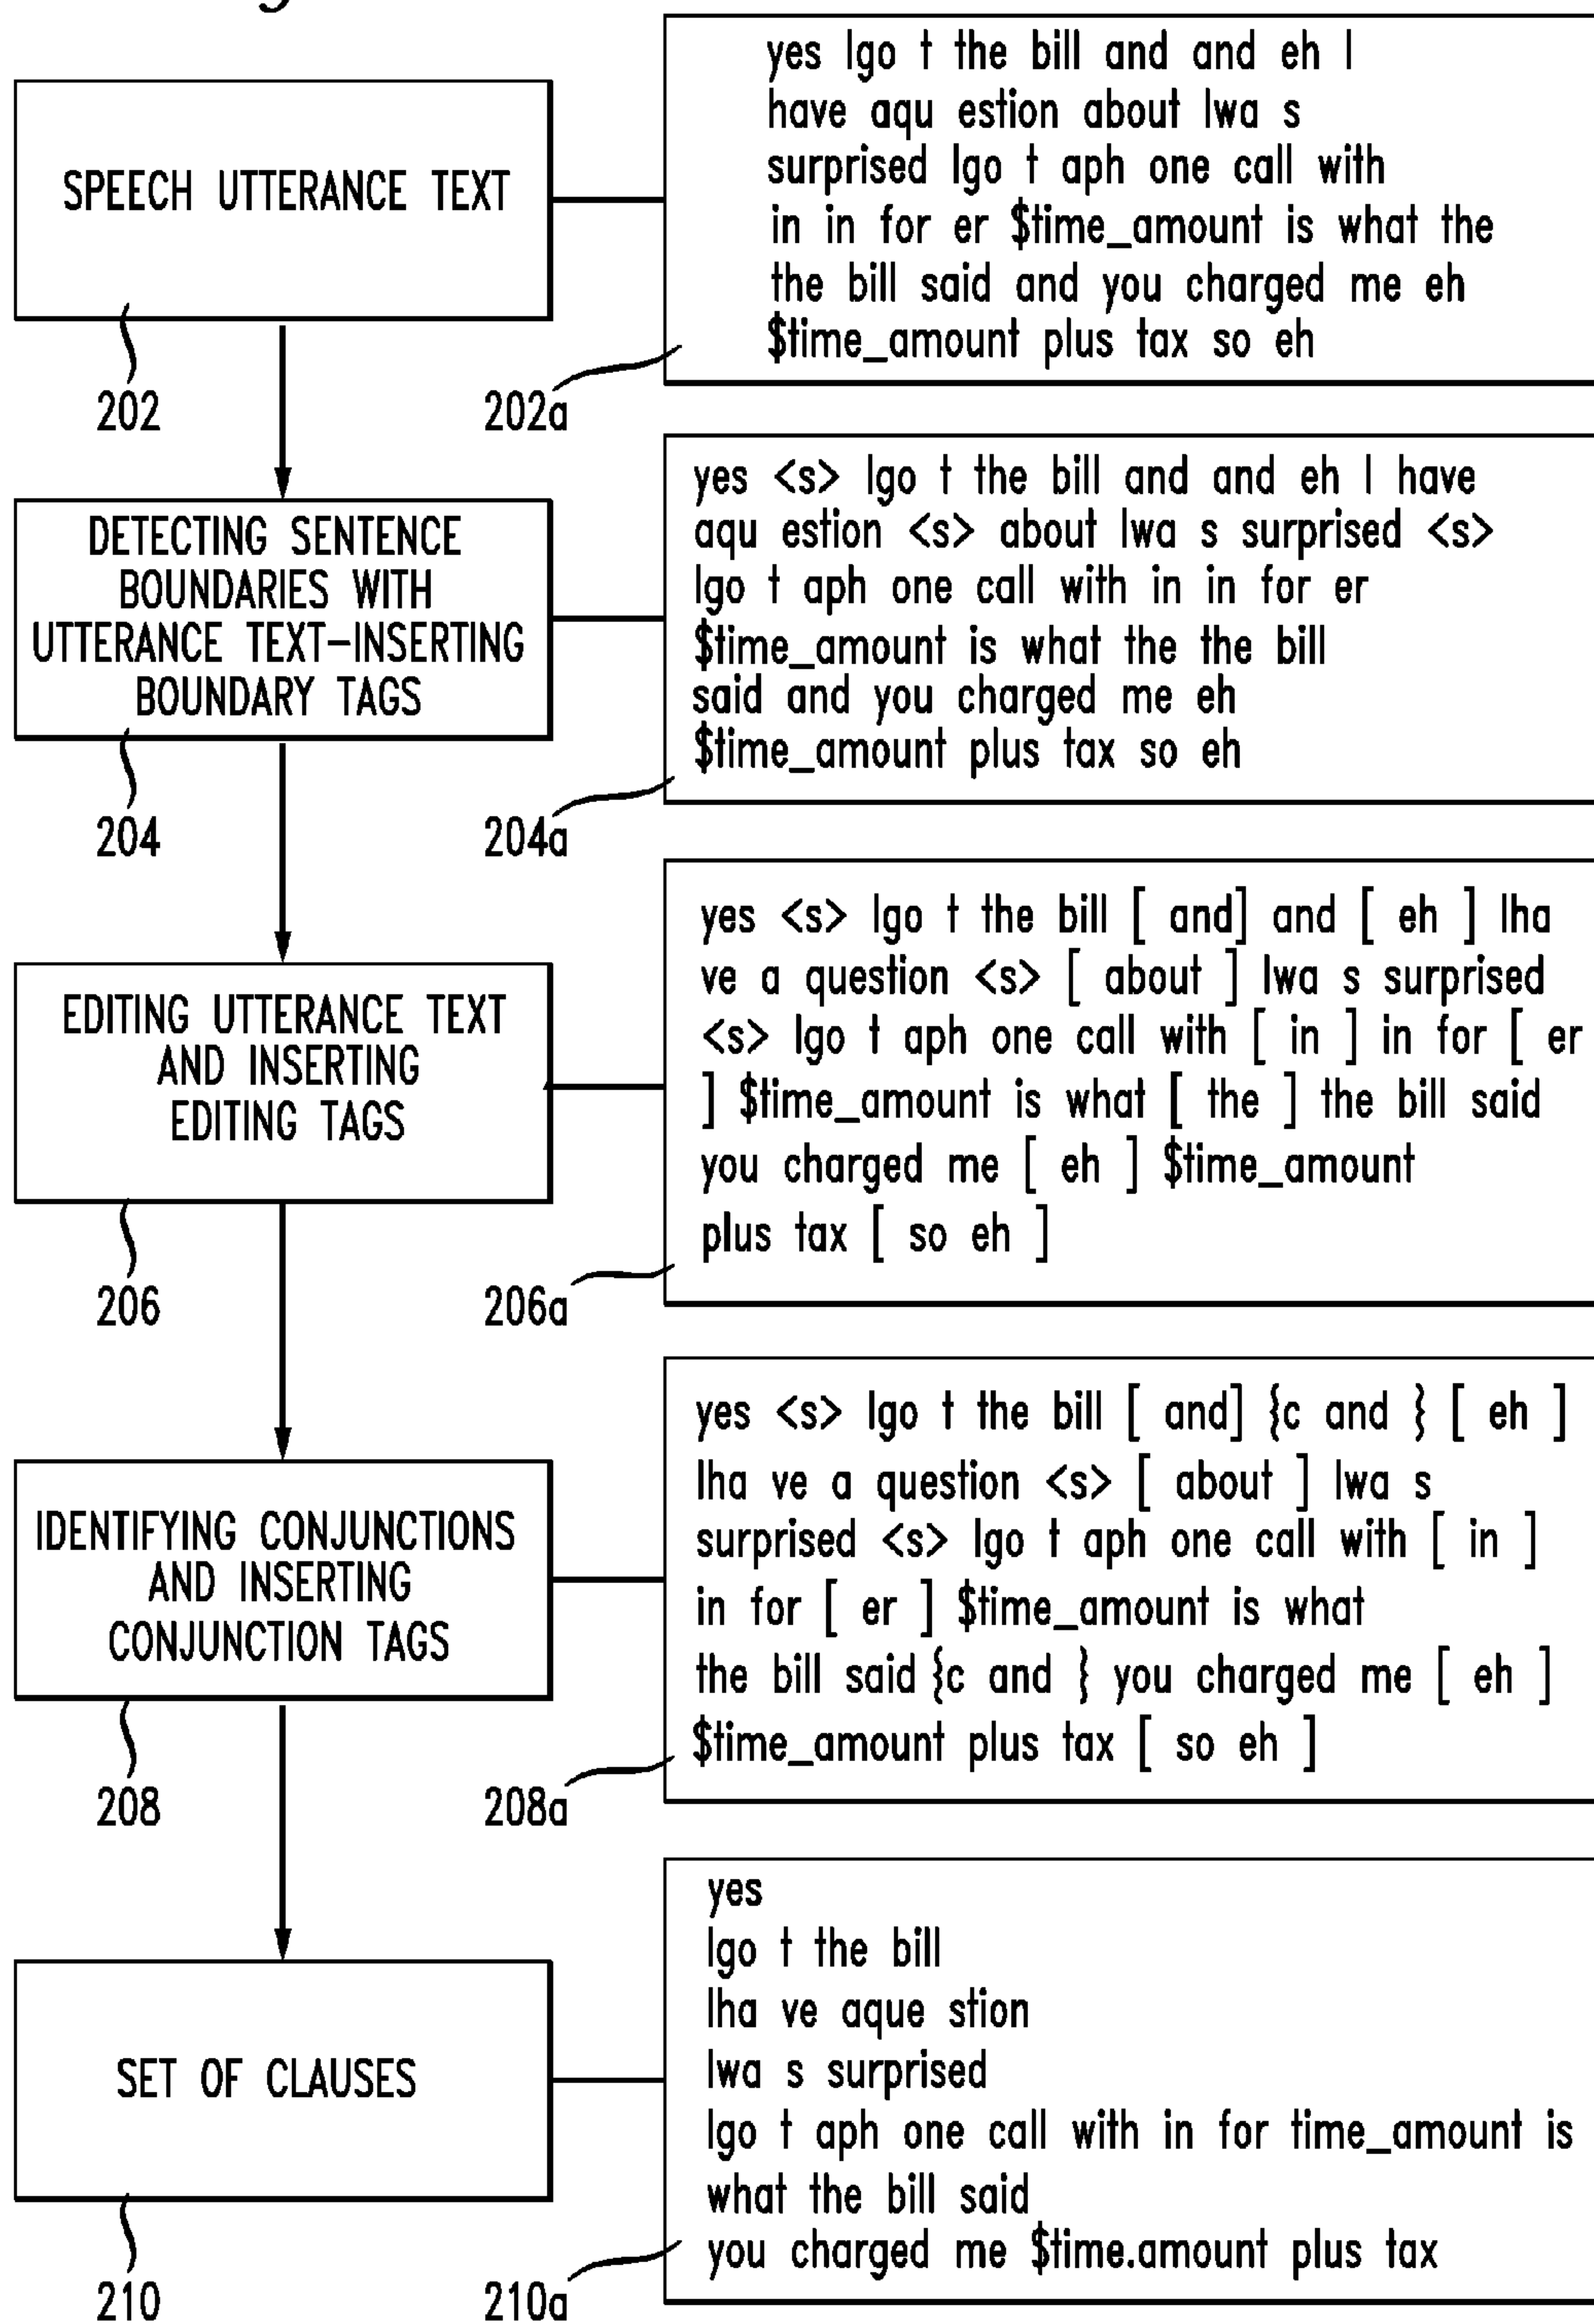 SPEECH UTTERANCE TEXT
202
yes Igo t the bill and and eh I
have aqu estion about Iwa s
surprised Igo t aph one call with
in in for er $time_amount is what the
the bill said and you charged me eh
$time_amount plus tax so eh
202a
DETECTING SENTENCE
BOUNDARIES WITH
UTTERANCE TEXT-INSERTING
BOUNDARY TAGS
204
yes <s> Igo t the bill and and eh I have
aqu estion <s> about Iwa s surprised <s>
Igo t aph one call with in in for er
$time_amount is what the the bill
said and you charged me eh
$time_amount plus tax so eh
204a
EDITING UTTERANCE TEXT
AND INSERTING
EDITING TAGS
206
yes <s> Igo t the bill [ and] and [ eh ] Iha
ve a question <s> [ about ] Iwa s surprised
<s> Igo t aph one call with [ in ] in for [ er
] $time_amount is what [ the ] the bill said
you charged me [ eh ] $time_amount
plus tax [ so eh ]
206a
IDENTIFYING CONJUNCTIONS
AND INSERTING
CONJUNCTION TAGS
208
yes <s> Igo t the bill [ and] {c and } [ eh ]
Iha ve a question <s> [ about ] Iwa s
surprised <s> Igo t aph one call with [ in ]
in for [ er ] $time_amount is what
the bill said {c and } you charged me [ eh ]
$time_amount plus tax [ so eh ]
208a
SET OF CLAUSES
210
yes
Igo t the bill
Iha ve aque stion
Iwa s surprised
Igo t aph one call with in for time_amount is
what the bill said
you charged me $time.amount plus tax
210a